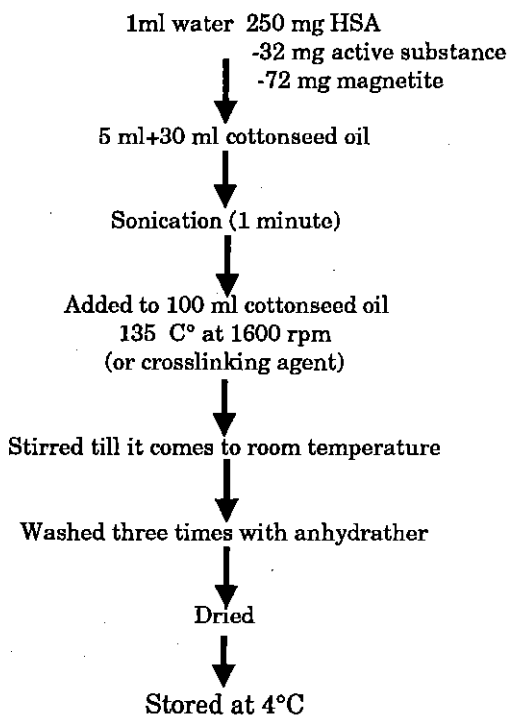 1ml water 250 mg HSA
-32 mg active substance
-72 mg magnetite
5 ml+30 ml cottonseed oil
Sonication (1 minute)
Added to 100 ml cottonseed oil
135 C° at 1600 rpm
(or crosslinking agent)
Stirred till it comes to room temperature
Washed three times with anhydrather
Dried
Stored at 4°C